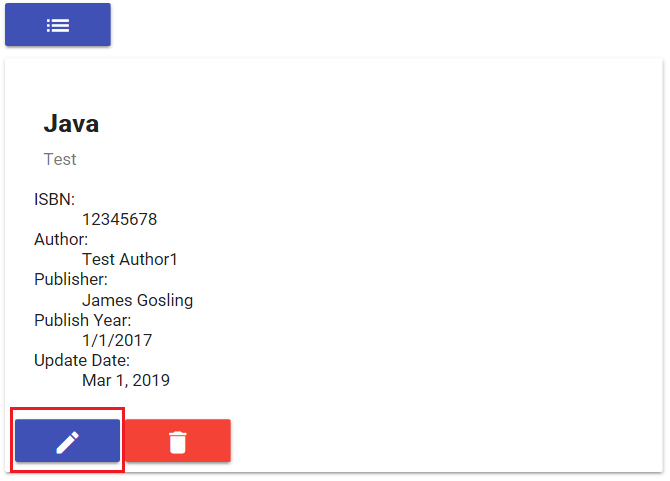 Java
Test
ISBN:
12345678
Author:
Test Author1
Publisher:
James Gosling
Publish Year:
1/1/2017
Update Date:
Mar 1, 2019